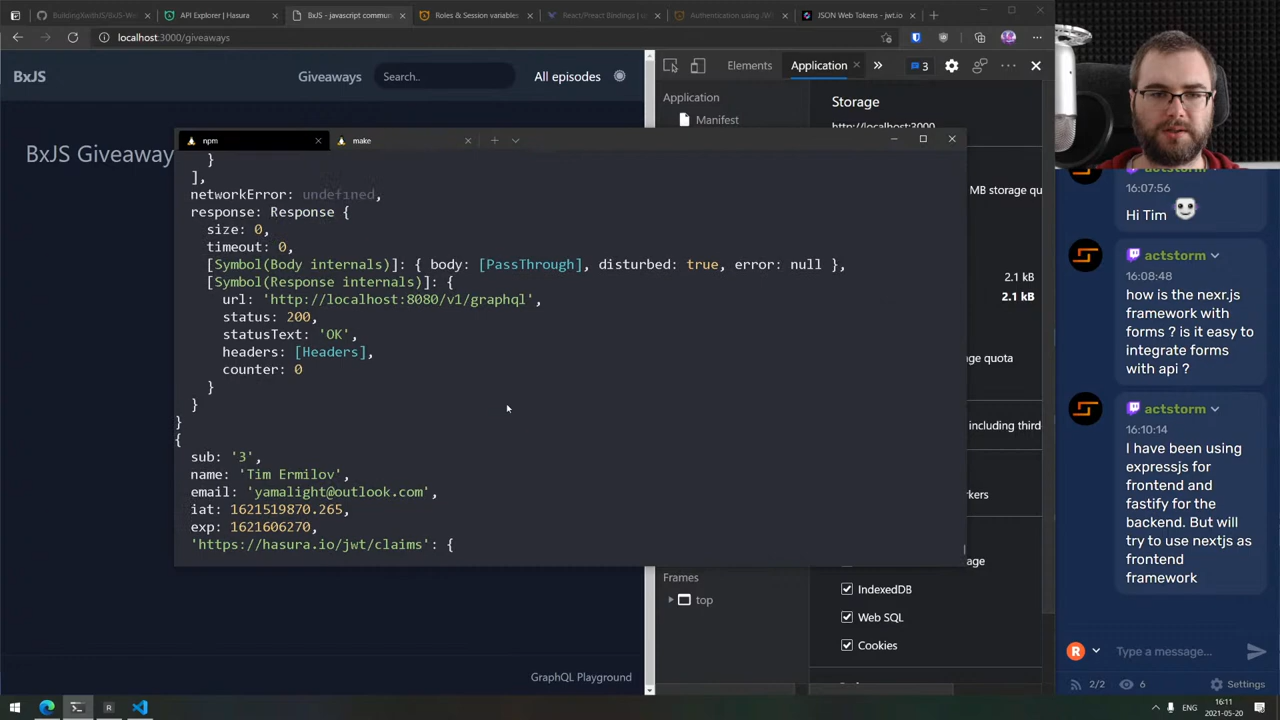 BuildingXwithJS/BxJS-We
API Explorer | Hasura
BxJS - javascript commun
Roles & Session variables
React/Preact Bindings | u
Authentication using
JSON Web Tokens - jwt.io
localhost:3000/giveaways
BxJS
Giveaways
Search...
All episodes
BxJS Giveaway
GraphQL Playground
Elements
Application
3
Application
Manifest
Storage
http://localhost:3000
MB storage qu
2.1 kB
2.1 kB
age quota
including third
rkers
age
IndexedDB
Web SQL
Cookies
Frames
top
npm
make
}
],
networkError: undefined,
response: Response {
size: 0,
timeout: 0,
[Symbol(Body internals)]: { body: [PassThrough], disturbed: true, error: null },
[Symbol(Response internals)]: {
url: 'http://localhost:8080/v1/graphql',
status: 200,
statusText: 'OK',
headers: [Headers],
counter: 0
}
}
}
{
sub: '3',
name: 'Tim Ermilov',
email: 'yamalight@outlook.com',
iat: 1621519870.265,
exp: 1621606270,
'https://hasura.io/jwt/claims': {
actstorm
16:07:56
Hi Tim
actstorm
16:08:48
how is the nexr.js
framework with
forms ? is it easy to
integrate forms
with api ?
actstorm
16:10:14
I have been using
expressjs for
frontend and
fastify for the
backend. But will
try to use nextjs as
frontend
framework
R
Type a message...
2/2
6
Settings
ENG
16:11
2021-05-20